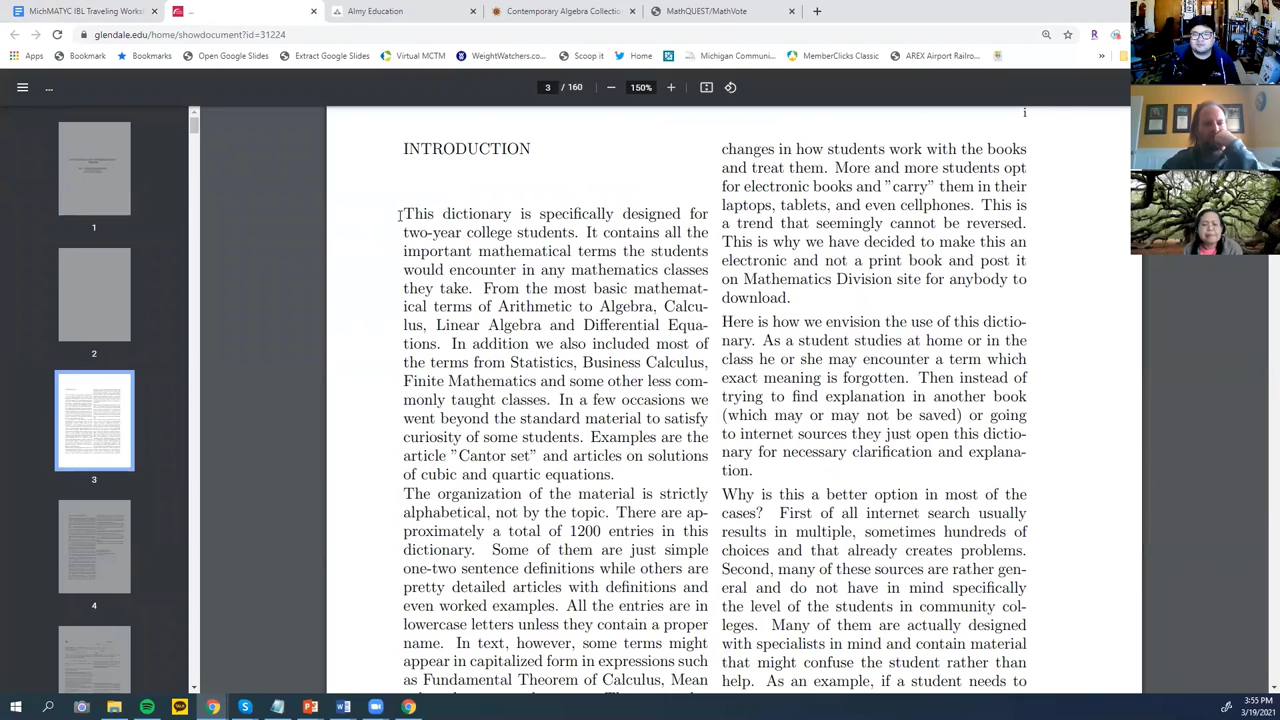 MichMATYC IBL Traveling Works
...
Almy Education
Contemporary Algebra Collectio
MathQUEST/MathVote
glendale.edu/home/showdocument?id=31224
Apps
Bookmark
Bookmarks
Open Google Slides
Extract Google Slides
UVnetwork
WeightWatchers.com...
Scoop it
Home
Michigan Communi...
MemberClicks Classic
AREX Airport Railro...
»
...
3 / 160
150%
1
2
3
4
i
INTRODUCTION
This dictionary is specifically designed for
two-year college students. It contains all the
important mathematical terms the students
would encounter in any mathematics classes
they take. From the most basic mathemat-
ical terms of Arithmetic to Algebra, Calcu-
lus, Linear Algebra and Differential Equa-
tions. In addition we also included most of
the terms from Statistics, Business Calculus,
Finite Mathematics and some other less com-
monly taught classes. In a few occasions we
went beyond the standard material to satisfy
curiosity of some students. Examples are the
article "Cantor set" and articles on solutions
of cubic and quartic equations.
The organization of the material is strictly
alphabetical, not by the topic. There are ap-
proximately a total of 1200 entries in this
dictionary. Some of them are just simple
one-two sentence definitions while others are
pretty detailed articles with definitions and
even worked examples. All the entries are in
lowercase letters unless they contain a proper
name. In text, however, some terms might
appear in capitalized form in expressions such
as Fundamental Theorem of Calculus, Mean
changes in how students work with the books
and treat them. More and more students opt
for electronic books and "carry" them in their
laptops, tablets, and even cellphones. This is
a trend that seemingly cannot be reversed.
This is why we have decided to make this an
electronic and not a print book and post it
on Mathematics Division site for anybody to
download.
Here is how we envision the use of this dictio-
nary. As a student studies at home or in the
class he or she may encounter a term which
exact meaning is forgotten. Then instead of
trying to find explanation in another book
(which may or may not be saved) or going
to internet sources they just open this dictio-
nary for necessary clarification and explana-
tion.
Why is this a better option in most of the
cases? First of all internet search usually
results in multiple, sometimes hundreds of
choices and that already creates problems.
Second, many of these sources are rather gen-
eral and do not have in mind specifically
the level of the students in community col-
leges. Many of them are actually designed
with specialists in mind and contain material
that might confuse the student rather than
help. As an example, if a student needs to
3:55 PM
3/19/2021